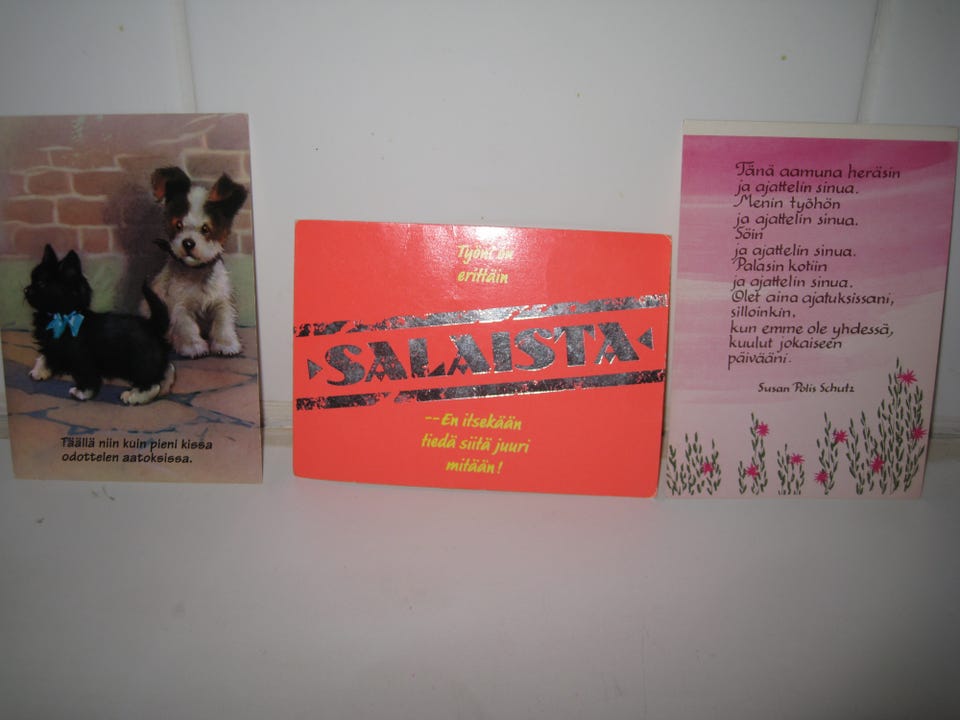 Täällä niin kuin pieni kissa
odottelen aatoksissa.
Työni on
erittäin
SALAISTA
--En itsekään
tiedä siitä juuri
mitään!
Tänä aamuna heräsin
ja ajattelin sinua.
Menin työhön
ja ajattelin sinua.
Söin
ja ajattelin sinua.
Palasin kotiin
ja ajattelin sinua.
Olet aina ajatuksissani,
silloinkin,
kun emme ole yhdessä,
kuulut jokaiseen
päivääni.
Susan Polis Schutz